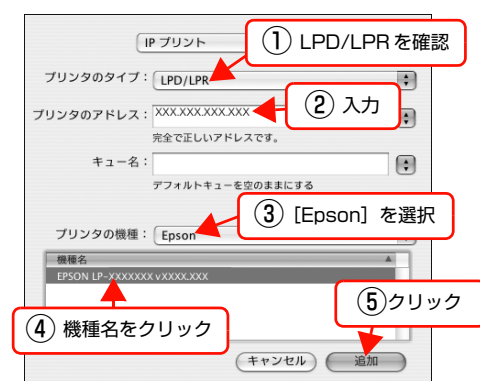 IP プリント
① LPD/LPR を確認
プリンタのタイプ： LPD/LPR
プリンタのアドレス： XXX.XXX.XXX.XXX
② 入力
完全で正しいアドレスです。
キュー名：
デフォルトキューを空のままにする
③ [Epson] を選択
プリンタの機種： Epson
機種名
EPSON LP-XXXXXXX vXXXX.XXX
⑤クリック
④ 機種名をクリック
キャンセル 追加